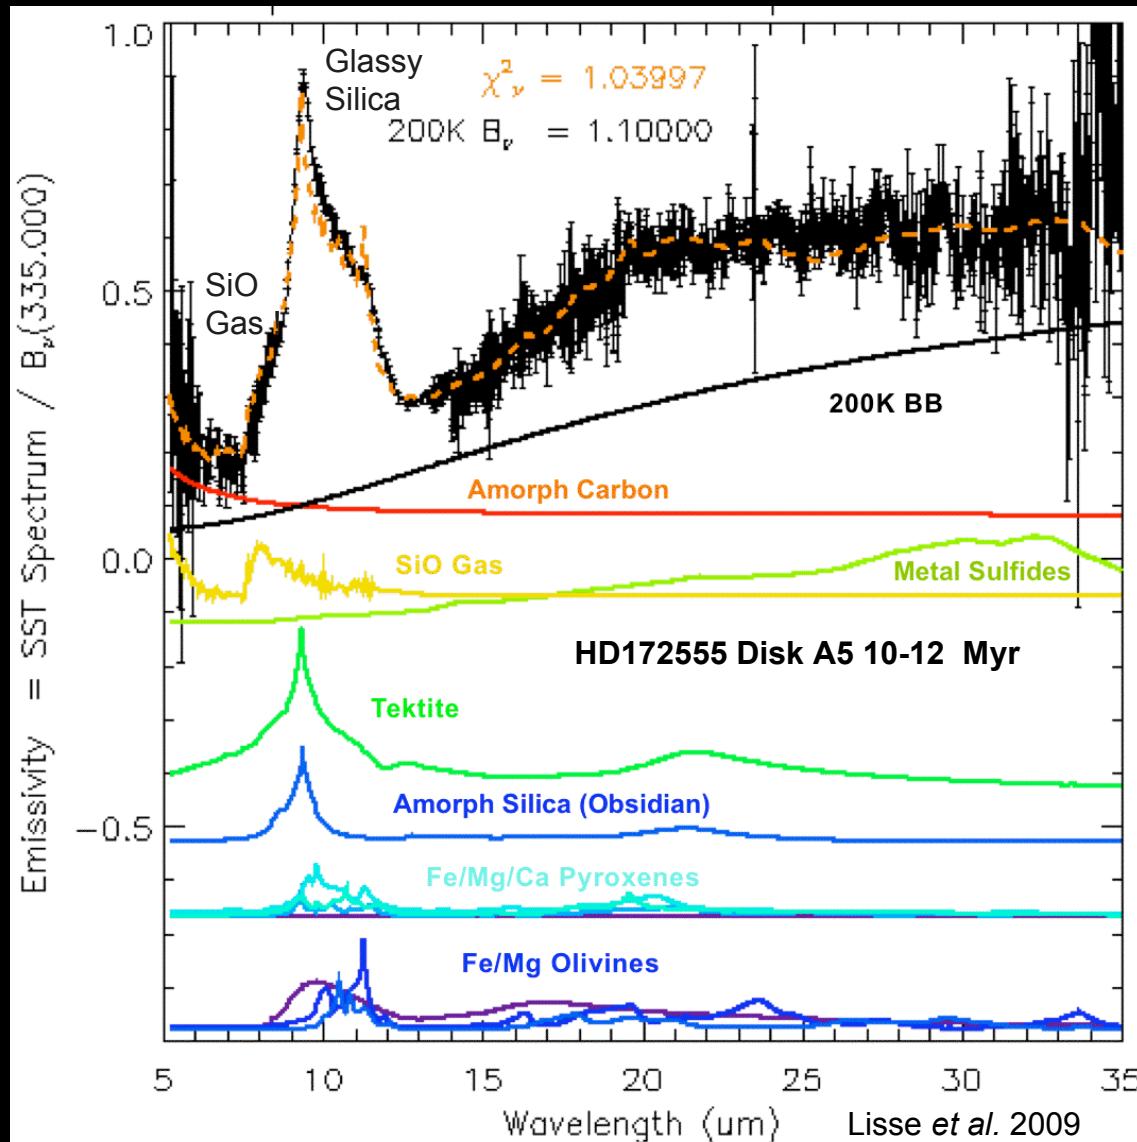 1.0
Glassy
Silica
χ²ᵥ = 1.03997
200K Bᵥ = 1.10000
SiO
Gas
0.5
200K BB
Amorph Carbon
0.0
SiO Gas
Metal Sulfides
HD172555 Disk A5 10-12 Myr
Tektite
Amorph Silica (Obsidian)
−0.5
Fe/Mg/Ca Pyroxenes
Fe/Mg Olivines
Emissivity = SST Spectrum / Bᵥ(335.000)
5 10 15 20 25 30 35
Wavelength (um)
Lisse et al. 2009